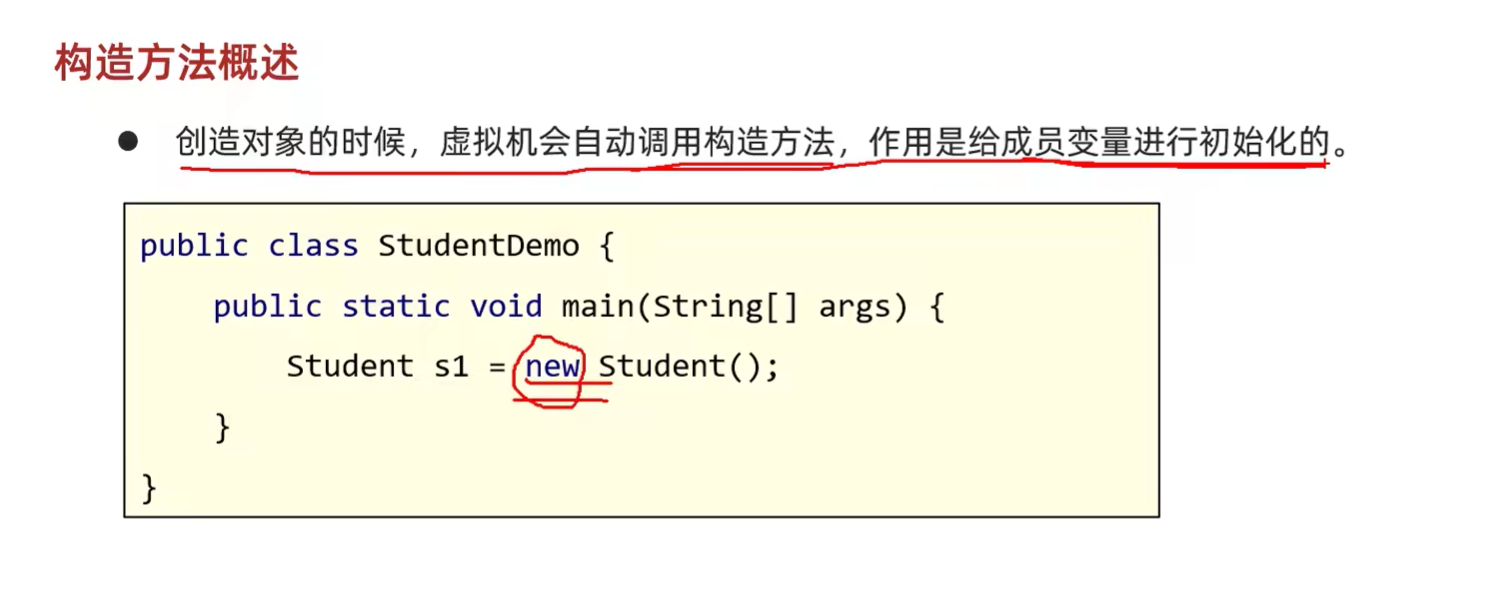 构造方法概述
● 创造对象的时候，虚拟机会自动调用构造方法，作用是给成员变量进行初始化的。
public class StudentDemo {
    public static void main(String[] args) {
        Student s1 = new Student();
    }
}